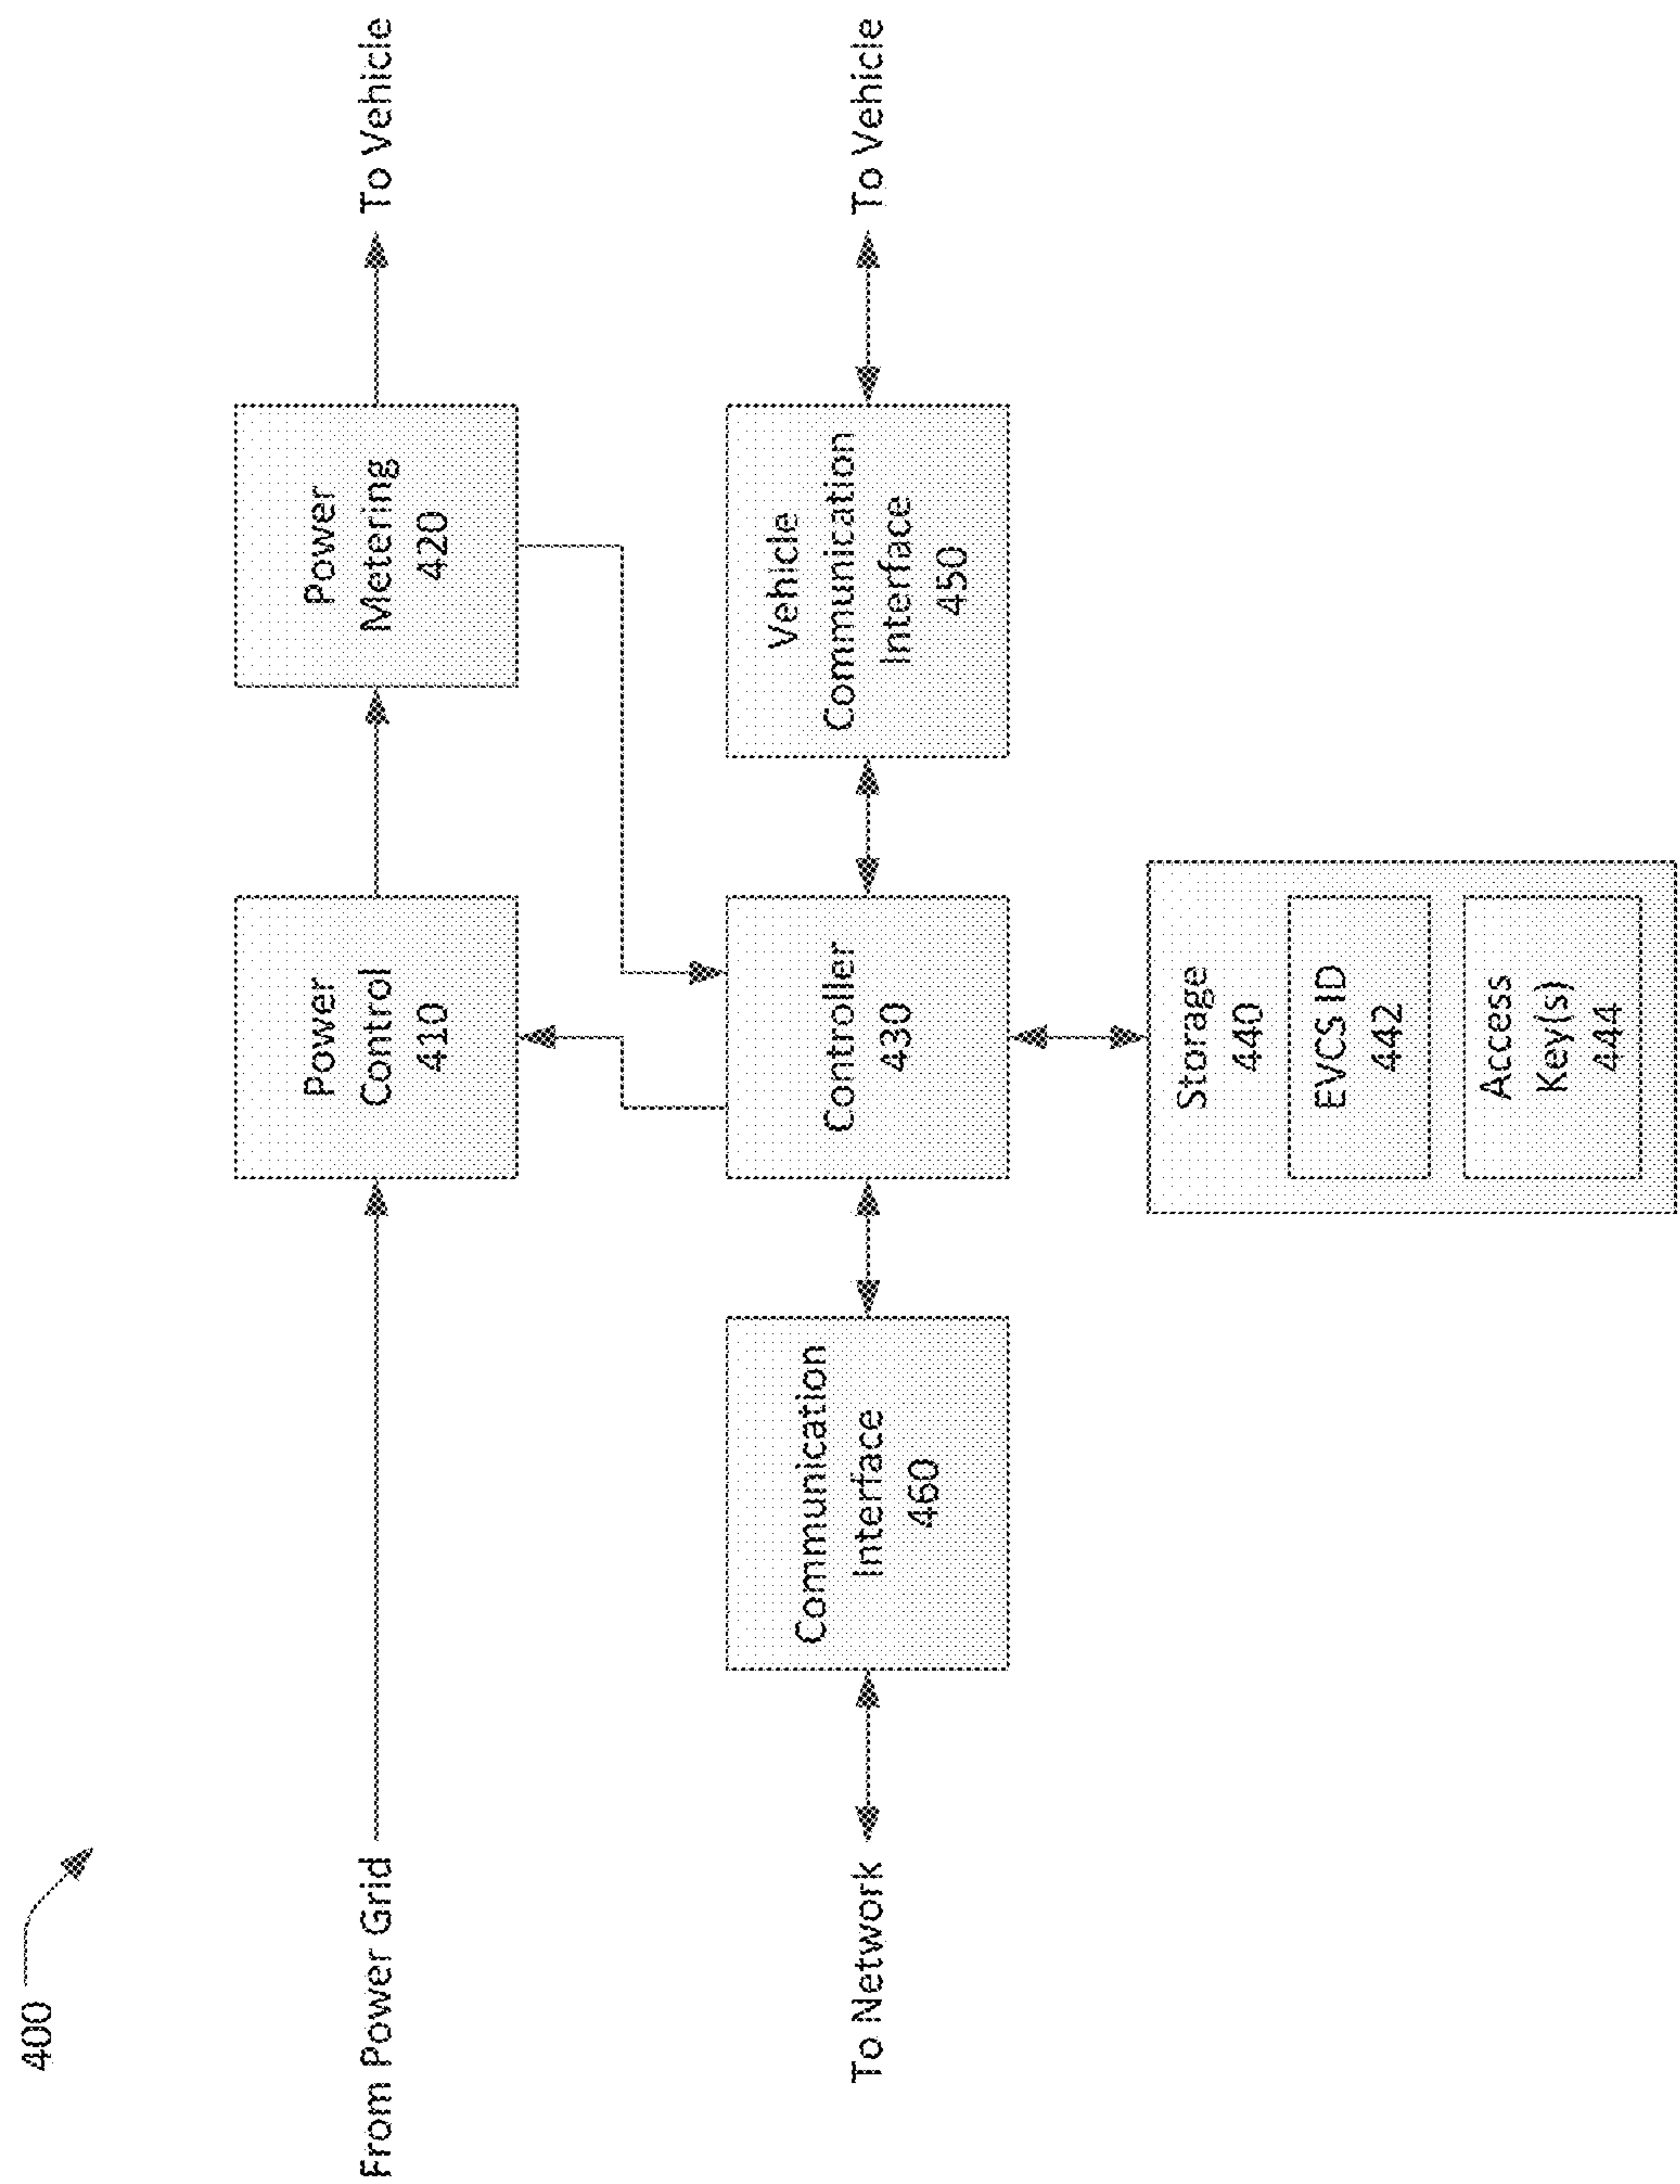 400
From Power Grid
Power
Control
410
Power
Metering
420
To Vehicle
To Network
Communication
Interface
460
Controller
430
Vehicle
Communication
Interface
450
To Vehicle
Storage
440
EVCS ID
442
Access
Key(s)
444